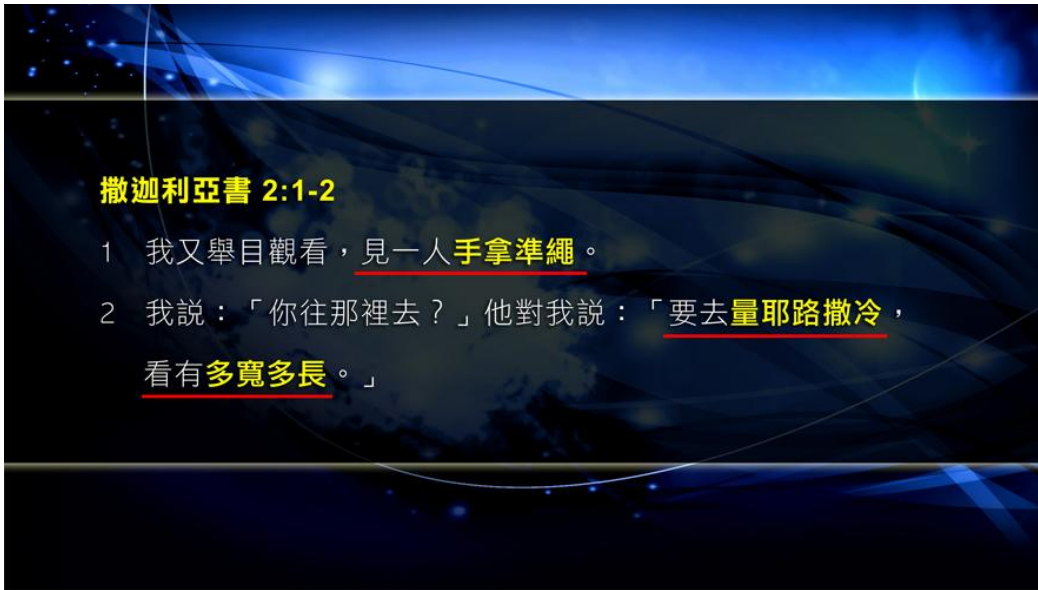 撒迦利亞書 2:1-2
1 我又舉目觀看，見一人手拿準繩。
2 我説：「你往那裡去？」他對我説：「要去量耶路撒冷，
看有多寬多長。」